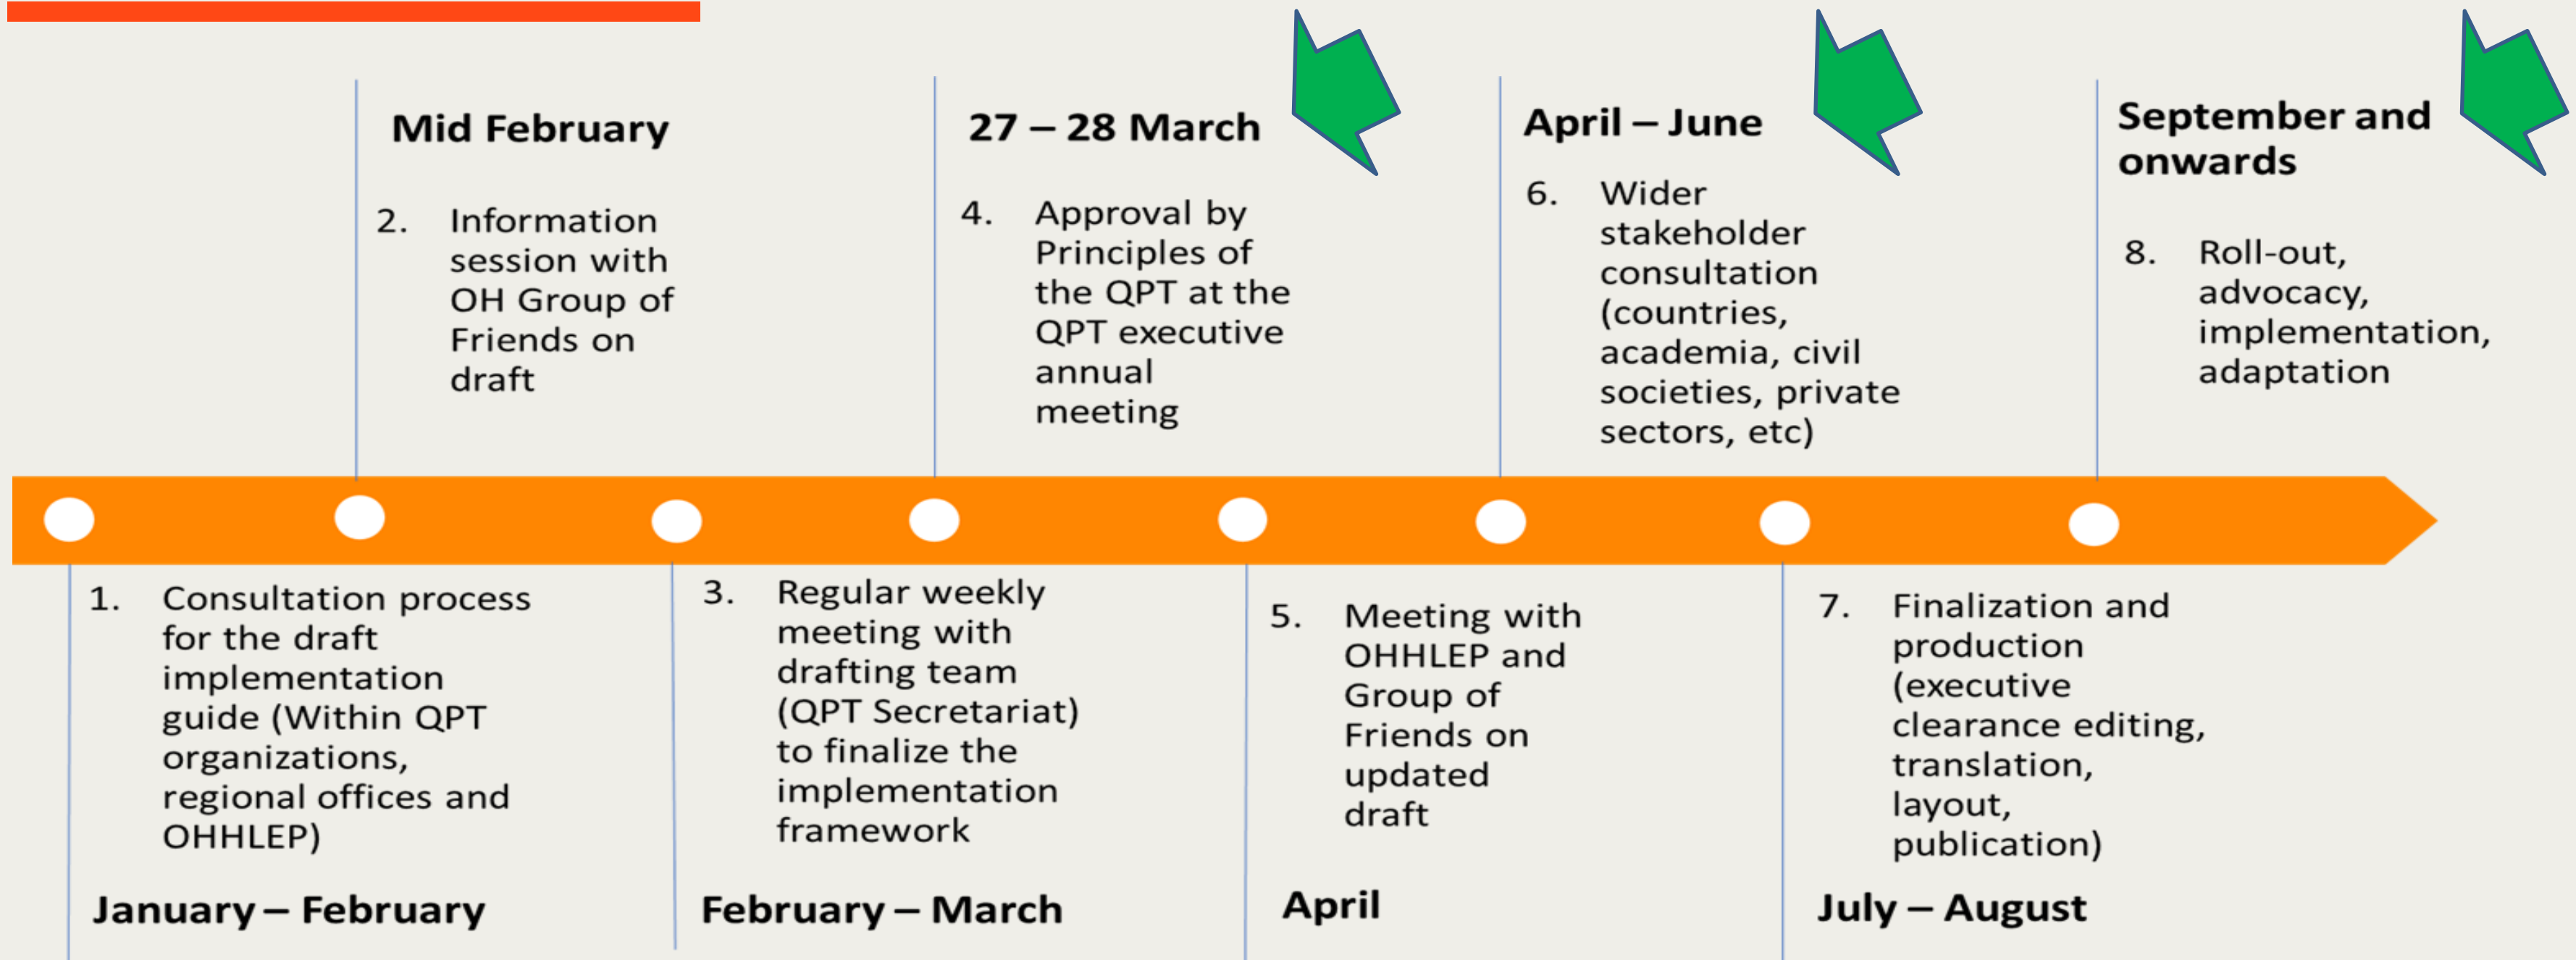 Mid February
2. Information
session with
OH Group of
Friends on
draft
27 – 28 March
4. Approval by
Principles of
the QPT at the
QPT executive
annual
meeting
April – June
6. Wider
stakeholder
consultation
(countries,
academia, civil
societies, private
sectors, etc)
September and
onwards
8. Roll-out,
advocacy,
implementation,
adaptation
1. Consultation process
for the draft
implementation
guide (Within QPT
organizations,
regional offices and
OHHLEP)
January – February
3. Regular weekly
meeting with
drafting team
(QPT Secretariat)
to finalize the
implementation
framework
February – March
5. Meeting with
OHHLEP and
Group of
Friends on
updated
draft
April
7. Finalization and
production
(executive
clearance editing,
translation,
layout,
publication)
July – August